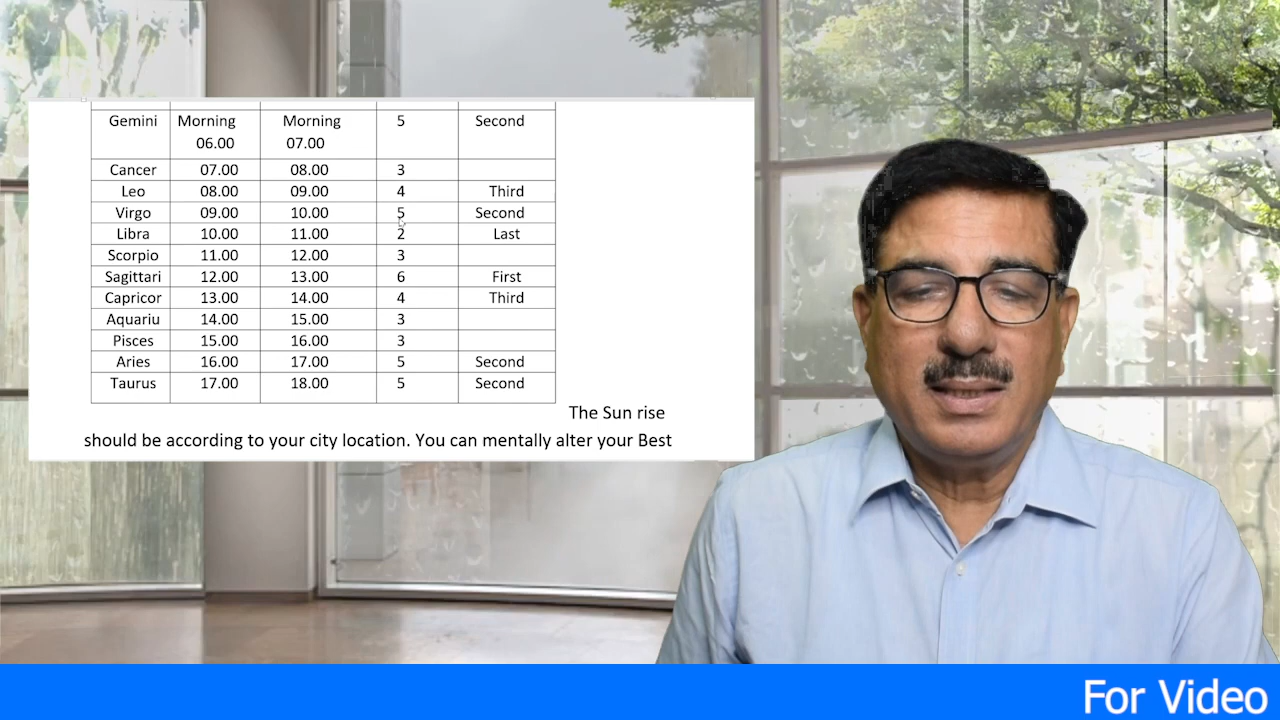 Gemini Morning 06.00 Morning 07.00 5 Second
Cancer 07.00 08.00 3
Leo 08.00 09.00 4 Third
Virgo 09.00 10.00 5 Second
Libra 10.00 11.00 2 Last
Scorpio 11.00 12.00 3
Sagittari 12.00 13.00 6 First
Capricor 13.00 14.00 4 Third
Aquariu 14.00 15.00 3
Pisces 15.00 16.00 3
Aries 16.00 17.00 5 Second
Taurus 17.00 18.00 5 Second
The Sun rise
should be according to your city location. You can mentally alter your Best
For Video